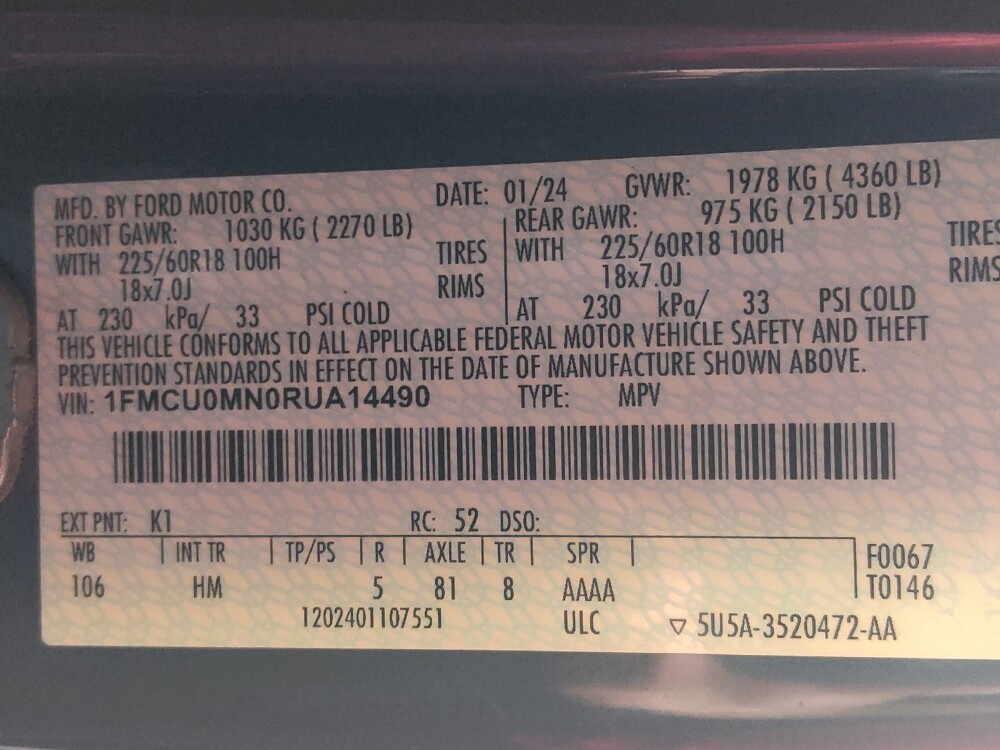 MFD. BY FORD MOTOR CO. DATE: 01/24 GVWR: 1978 KG ( 4360 LB)
FRONT GAWR: 1030 KG ( 2270 LB) REAR GAWR: 975 KG ( 2150 LB)
WITH 225/60R18 100H TIRES WITH 225/60R18 100H TIRES
18x7.0J RIMS 18x7.0J RIMS
AT 230 kPa/ 33 PSI COLD AT 230 kPa/ 33 PSI COLD
THIS VEHICLE CONFORMS TO ALL APPLICABLE FEDERAL MOTOR VEHICLE SAFETY AND THEFT
PREVENTION STANDARDS IN EFFECT ON THE DATE OF MANUFACTURE SHOWN ABOVE.
VIN: 1FMCU0MN0RUA14490 TYPE: MPV
EXT PNT: K1 RC: 52 DSO:
WB INT TR TP/PS R AXLE TR SPR F0067
106 HM 5 81 8 AAAA T0146
1202401107551 ULC ▽ 5U5A-3520472-AA